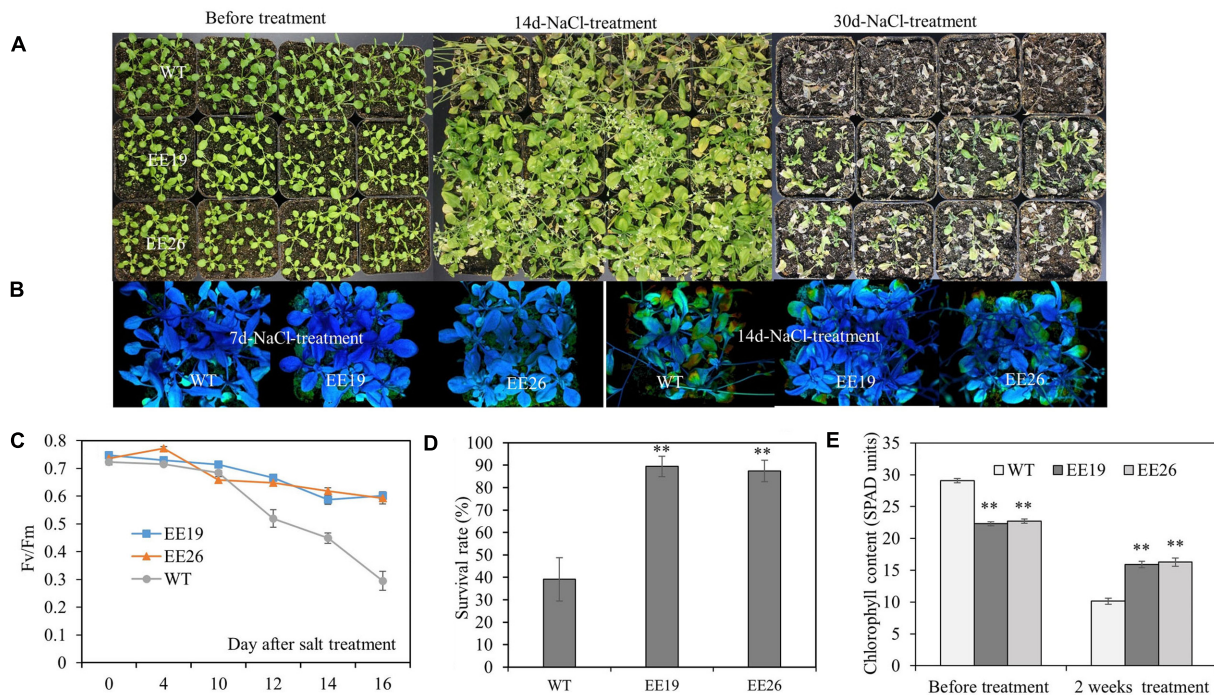 Before treatment
14d-NaCl-treatment
30d-NaCl-treatment
A
WT
EE19
EE26
B
7d-NaCl-treatment
WT
EE19
EE26
14d-NaCl-treatment
WT
EE19
EE26
C
0.8
0.7
0.6
0.5
0.4
0.3
0.2
0.1
0
Fv/Fm
EE19
EE26
WT
Day after salt treatment
0 4 10 12 14 16
D
100
90
80
70
60
50
40
30
20
10
0
Survival rate (%)
** **
WT EE19 EE26
E
35
30
25
20
15
10
5
0
Chlorophyll content (SPAD units)
WT EE19 EE26
** **
** **
Before treatment 2 weeks treatment